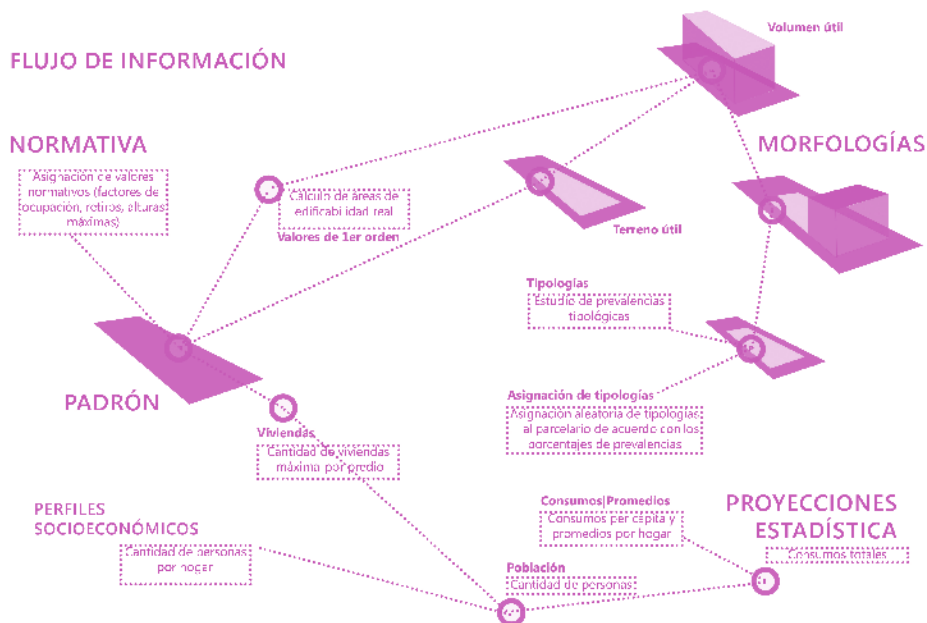 FLUJO DE INFORMACIÓN
Volumen útil
NORMATIVA
Asignación de valores
normativos (factores de
ocupación, retiros, alturas
máximas)
MORFOLOGÍAS
Cálculo de áreas de
edificabilidad real
Valores de 1er orden
Terreno útil
Tipologías
Estudio de prevalencias
tipológicas
PADRÓN
Asignación de tipologías
Asignación aleatoria de tipologías
al parcelario de acuerdo con los
porcentajes de prevalencias
Viviendas
Cantidad de viviendas
máxima por predio
PERFILES
SOCIOECONÓMICOS
Cantidad de personas
por hogar
Consumos|Promedios
Consumos per capita y
promedios por hogar
PROYECCIONES
ESTADÍSTICA
Consumos totales
Población
Cantidad de personas